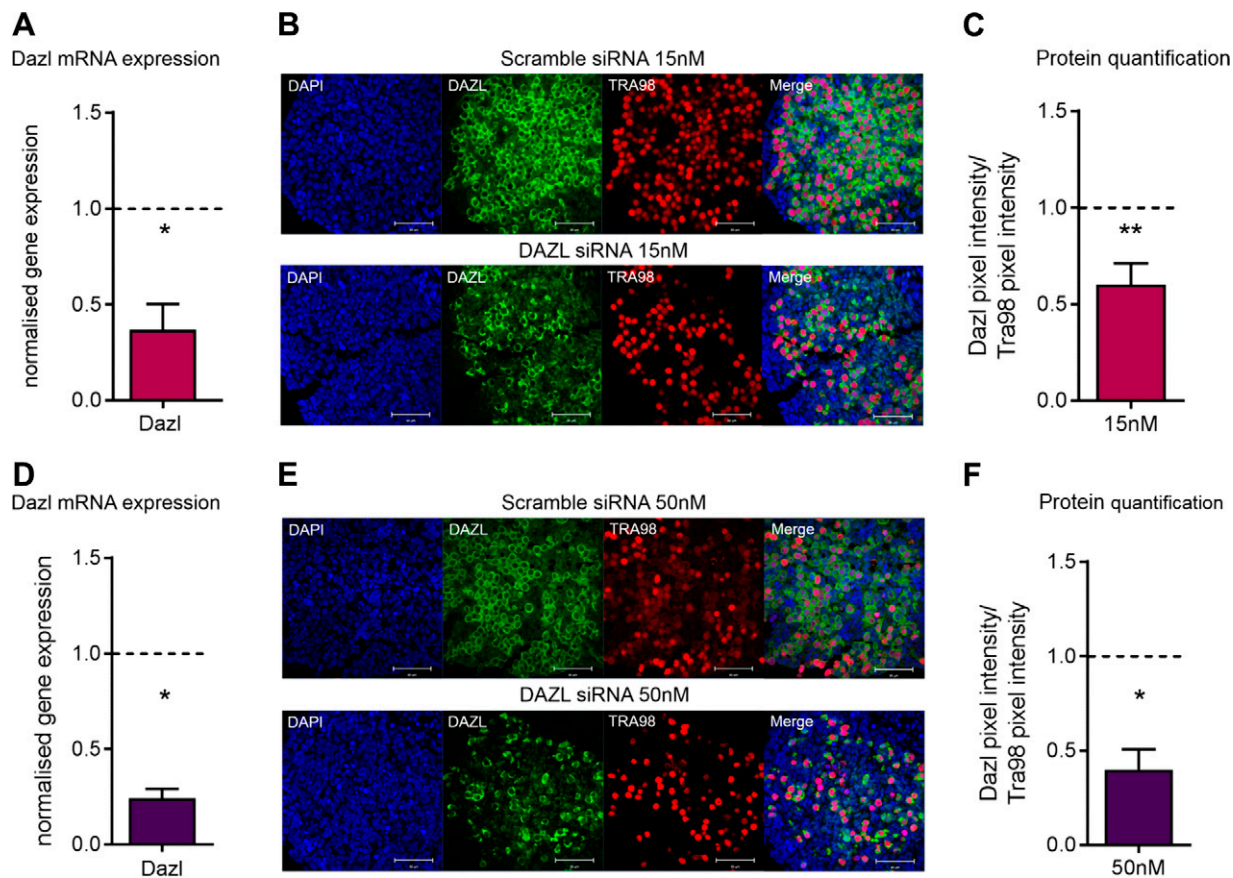 A
Dazl mRNA expression
normalised gene expression
1.5
1.0
0.5
0.0
*
Dazl
B
Scramble siRNA 15nM
DAPI DAZL TRA98 Merge
DAZL siRNA 15nM
DAPI DAZL TRA98 Merge
C
Protein quantification
Dazl pixel intensity/
Tra98 pixel intensity
1.5
1.0
0.5
0.0
**
15nM
D
Dazl mRNA expression
normalised gene expression
1.5
1.0
0.5
0.0
*
Dazl
E
Scramble siRNA 50nM
DAPI DAZL TRA98 Merge
DAZL siRNA 50nM
DAPI DAZL TRA98 Merge
F
Protein quantification
Dazl pixel intensity/
Tra98 pixel intensity
1.5
1.0
0.5
0.0
*
50nM